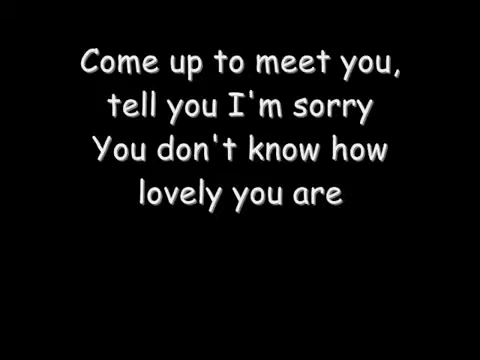 Come up to meet you,
tell you I'm sorry
You don't know how
lovely you are